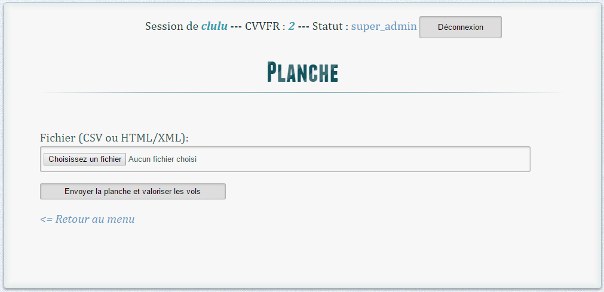 Session de clulu --- CVVFR : 2 --- Statut : super_admin Déconnexion
Planche
Fichier (CSV ou HTML/XML):
Choisissez un fichier Aucun fichier choisi
Envoyer la planche et valoriser les vols
<= Retour au menu